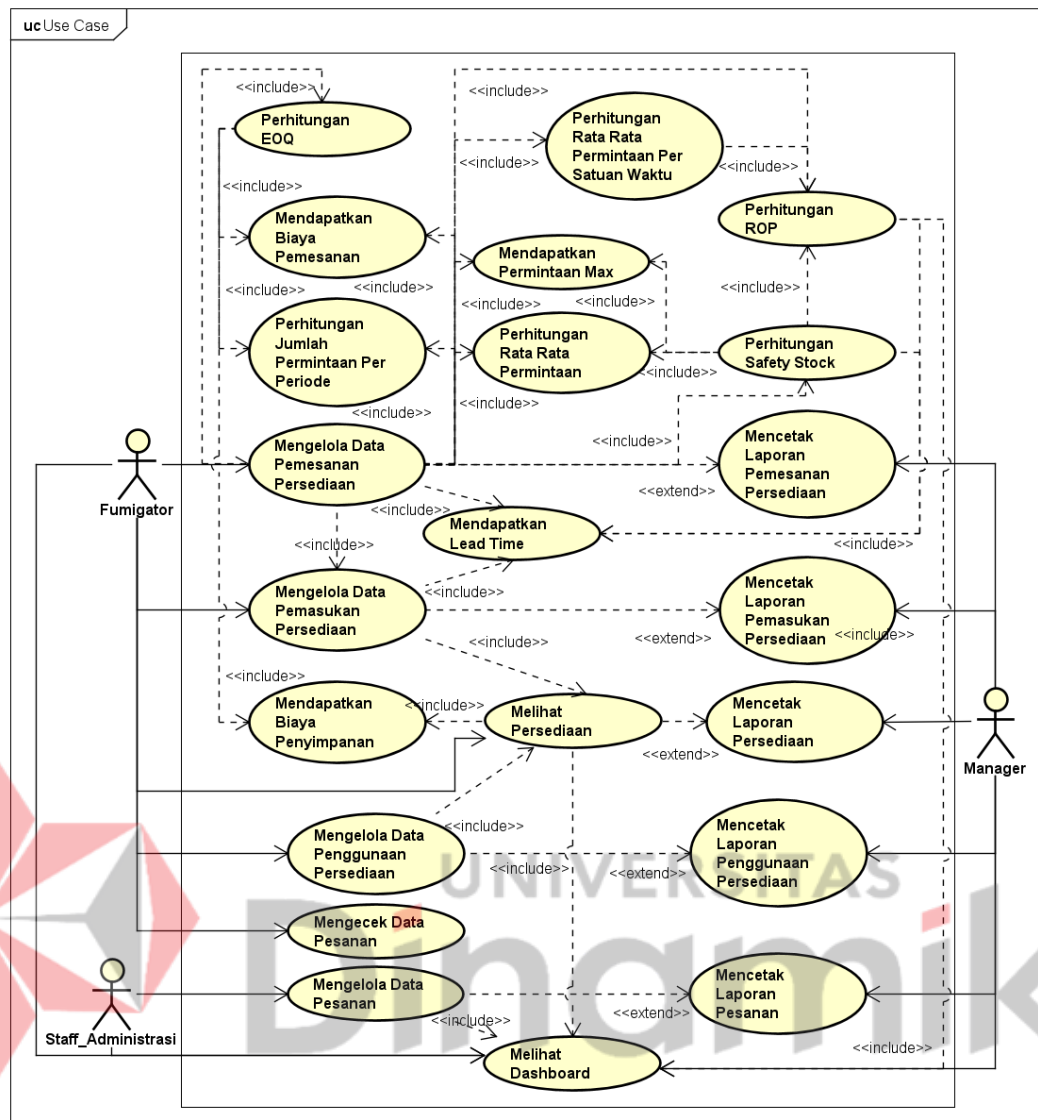 uc Use Case
<<include>>
Perhitungan
EOQ
<<include>>
Perhitungan
Rata Rata
Permintaan Per
Satuan Waktu
<<include>>
<<include>>
<<include>>
<<include>>
Perhitungan
ROP
Mendapatkan
Biaya
Pemesanan
Mendapatkan
Permintaan Max
<<include>>
<<include>>
<<include>>
<<include>>
<<include>>
Perhitungan
Jumlah
Permintaan Per
Periode
Perhitungan
Rata Rata
Permintaan
Perhitungan
Safety Stock
<<include>>
<<include>>
<<include>>
<<include>>
Mengelola Data
Pemesanan
Persediaan
Mencetak
Laporan
Pemesanan
Persediaan
<<extend>>
Fumigator
<<include>>
Mendapatkan
Lead Time
<<include>>
<<include>>
Mengelola Data
Pemasukan
Persediaan
<<include>>
Mencetak
Laporan
Pemasukan
Persediaan
<<include>>
<<include>>
<<extend>>
<<include>>
Mendapatkan
Biaya
Penyimpanan
<<include>>
Melihat
Persediaan
Mencetak
Laporan
Persediaan
<<extend>>
Manager
<<include>>
Mengelola Data
Penggunaan
Persediaan
<<include>>
Mencetak
Laporan
Penggunaan
Persediaan
<<extend>>
UNIVERSITAS
Dinamik
Mengecek Data
Pesanan
Mengelola Data
Pesanan
Mencetak
Laporan
Pesanan
<<extend>>
<<include>>
Staff_Administrasi
Melihat
Dashboard
<<include>>